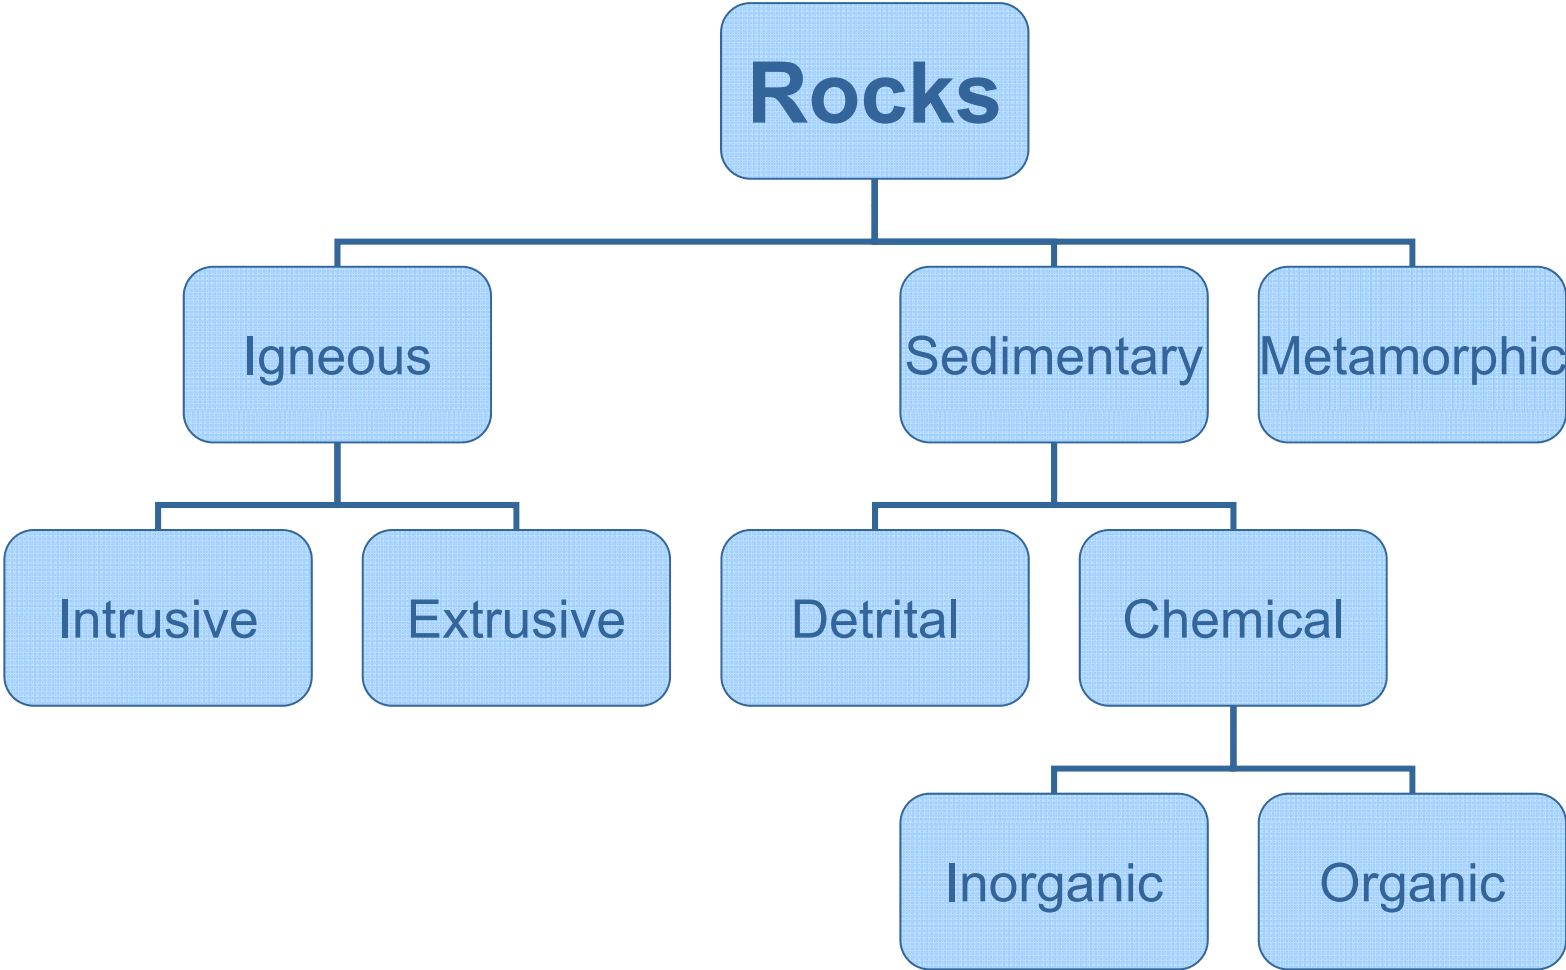 Rocks
Igneous
Sedimentary
Metamorphic
Intrusive
Extrusive
Detrital
Chemical
Inorganic
Organic